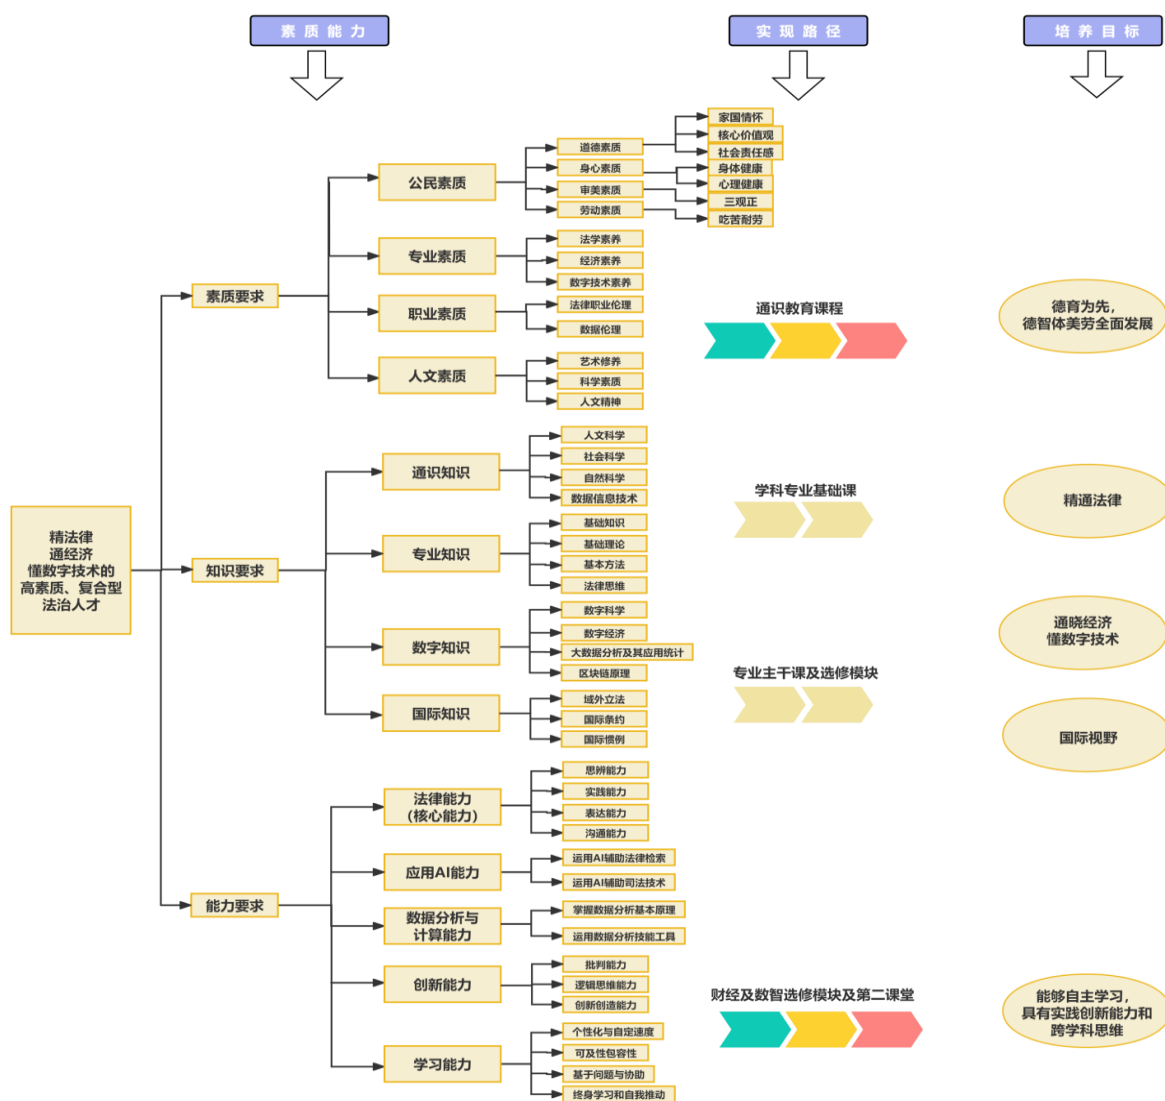 素质能力
实现路径
培养目标
精法律
通经济
懂数字技术的
高素质、复合型
法治人才
素质要求
公民素质
道德素质
家国情怀
核心价值观
社会责任感
身心素质
身体健康
心理健康
审美素质
三观正
劳动素质
吃苦耐劳
专业素质
法学素养
经济素养
数字技术素养
职业素质
法律职业伦理
数据伦理
人文素质
艺术修养
科学素质
人文精神
知识要求
通识知识
人文科学
社会科学
自然科学
数据信息技术
专业知识
基础知识
基础理论
基本方法
法律思维
数字知识
数字科学
数字经济
大数据分析及其应用统计
区块链原理
国际知识
域外立法
国际条约
国际惯例
能力要求
法律能力
(核心能力)
思辨能力
实践能力
表达能力
沟通能力
应用AI能力
运用AI辅助法律检索
运用AI辅助司法技术
数据分析与
计算能力
掌握数据分析基本原理
运用数据分析技能工具
创新能力
批判能力
逻辑思维能力
创新创造能力
学习能力
个性化与自定速度
可及性包容性
基于问题与协助
终身学习和自我推动
通识教育课程
学科专业基础课
专业主干课及选修模块
财经及数智选修模块及第二课堂
德育为先,
德智体美劳全面发展
精通法律
通晓经济
懂数字技术
国际视野
能够自主学习,
具有实践创新能力和
跨学科思维